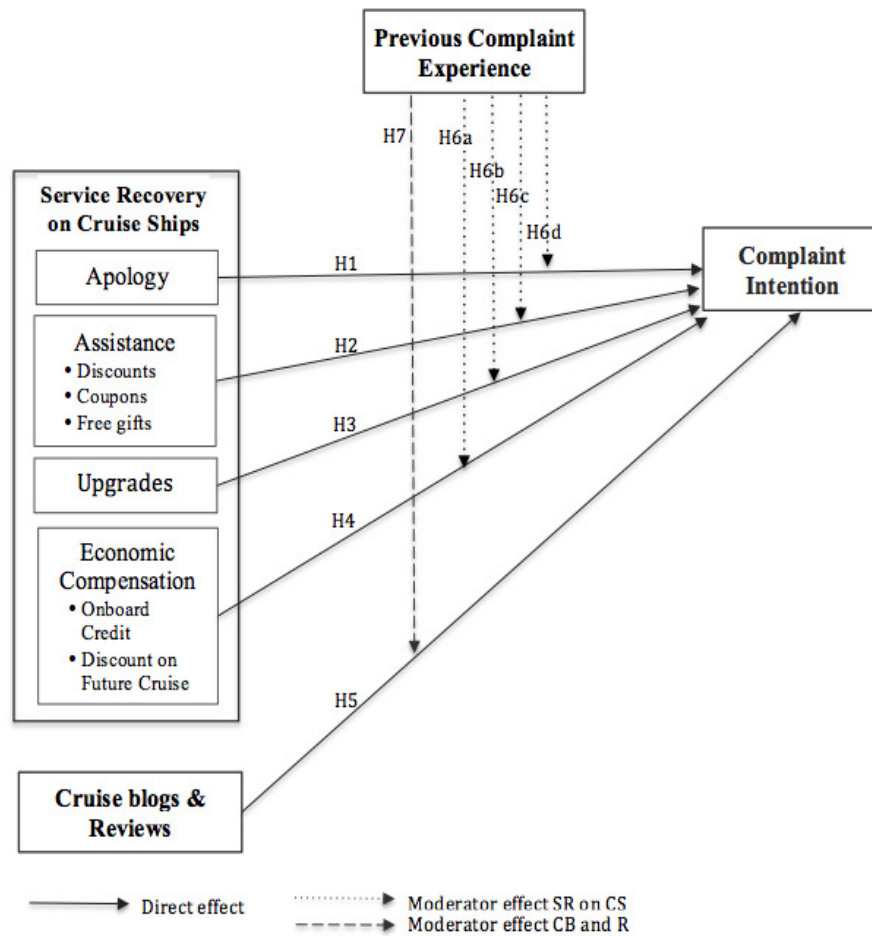 Previous Complaint
Experience
H7
H6a
H6b
H6c
H6d
Service Recovery
on Cruise Ships
Apology
H1
Complaint
Intention
Assistance
• Discounts
• Coupons
• Free gifts
H2
H3
Upgrades
H4
Economic
Compensation
• Onboard
Credit
• Discount on
Future Cruise
H5
Cruise blogs &
Reviews
Direct effect
Moderator effect SR on CS
Moderator effect CB and R